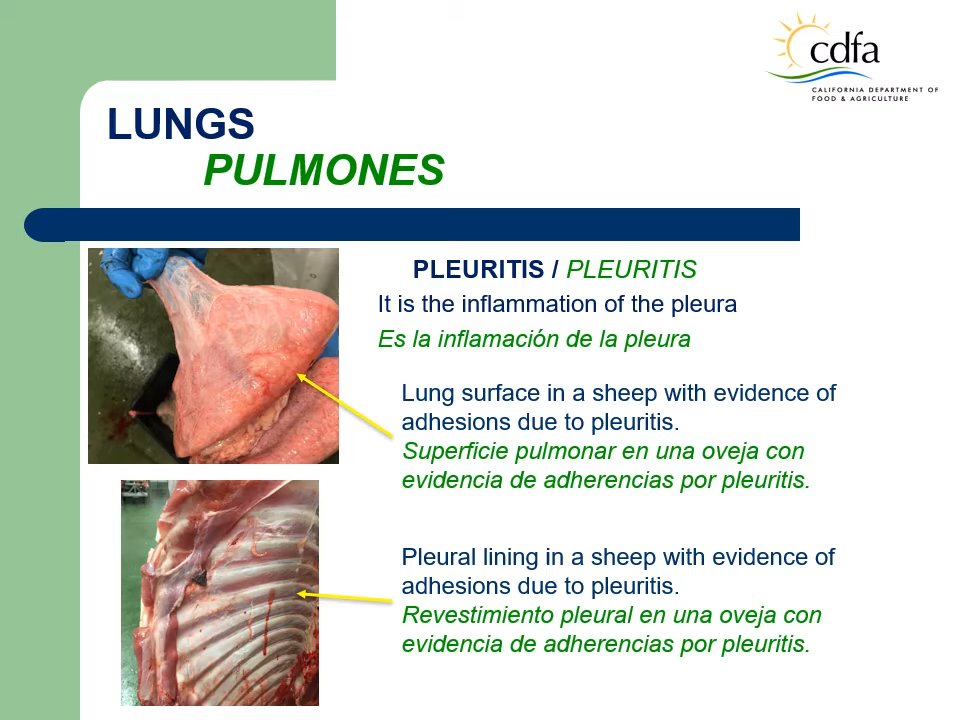 cdfa
CALIFORNIA DEPARTMENT OF
FOOD & AGRICULTURE
LUNGS
PULMONES
PLEURITIS / PLEURITIS
It is the inflammation of the pleura
Es la inflamación de la pleura
Lung surface in a sheep with evidence of
adhesions due to pleuritis.
Superficie pulmonar en una oveja con
evidencia de adherencias por pleuritis.
Pleural lining in a sheep with evidence of
adhesions due to pleuritis.
Revestimiento pleural en una oveja con
evidencia de adherencias por pleuritis.